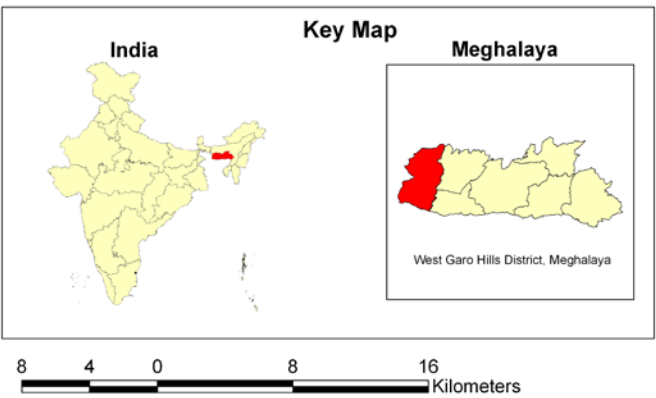 Key Map
India
Meghalaya
West Garo Hills District, Meghalaya
8 4 0 8 16
Kilometers